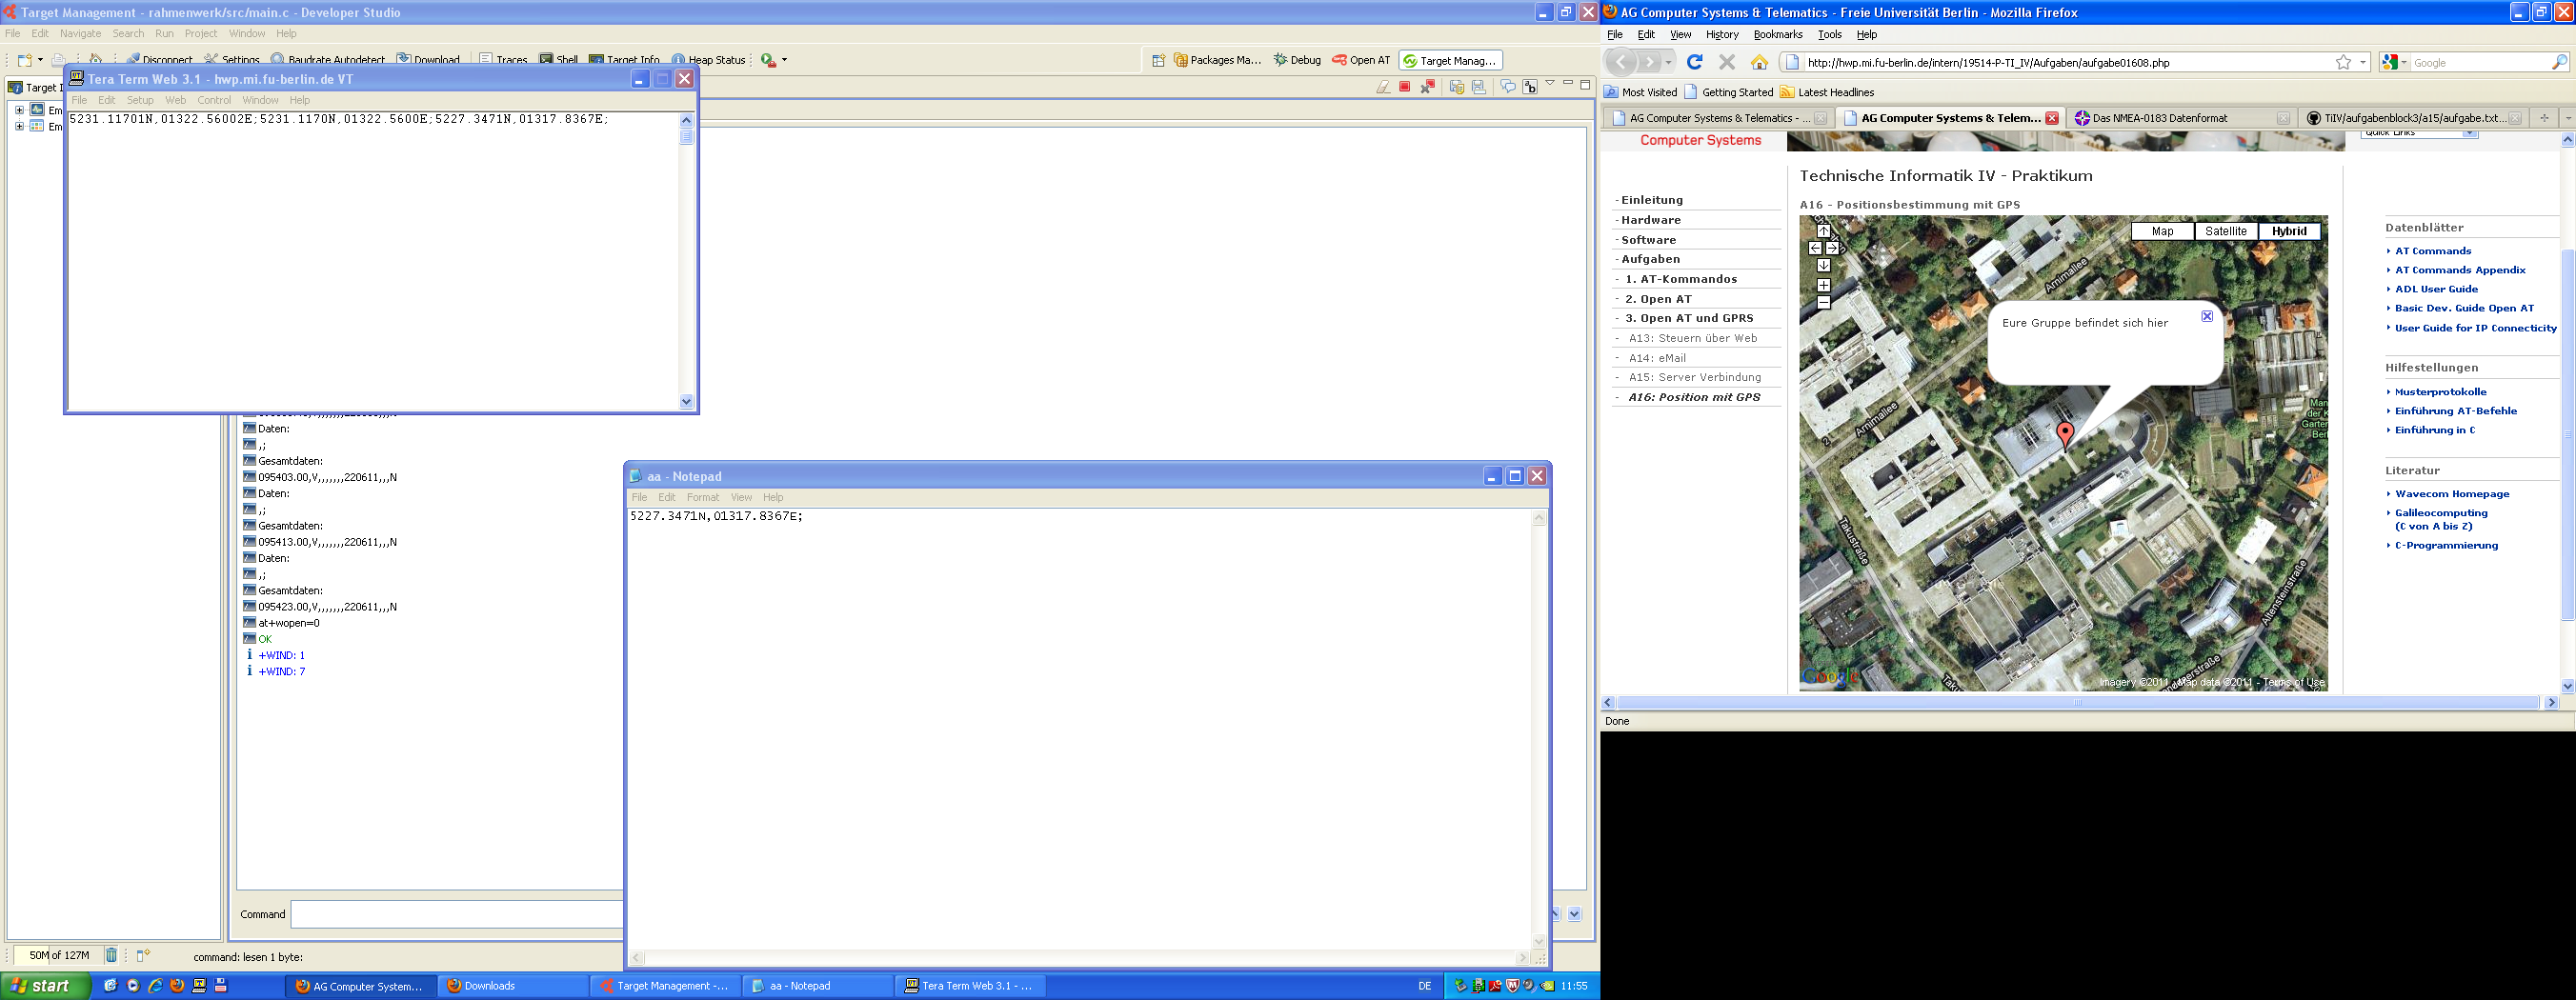 Target Management - rahmenwerk/src/main.c - Developer Studio
File Edit Navigate Search Run Project Window Help
Disconnect Settings Baudrate Autodetect Download Traces Shell Target Info Heap Status
Packages Ma... Debug Open AT Target Manag...
Target I
Em
Em
Tera Term Web 3.1 - hwp.mi.fu-berlin.de VT
File Edit Setup Web Control Window Help
5231.11701N,01322.56002E;5231.1170N,01322.5600E;5227.3471N,01317.8367E;
Daten:
,;
Gesamtdaten:
095403.00,V,,,,,,,220611,,,N
Daten:
,;
Gesamtdaten:
095413.00,V,,,,,,,220611,,,N
Daten:
,;
Gesamtdaten:
095423.00,V,,,,,,,220611,,,N
at+wopen=0
OK
+WIND: 1
+WIND: 7
Command
50M of 127M
command: lesen 1 byte:
aa - Notepad
File Edit Format View Help
5227.3471N,01317.8367E;
AG Computer Systems & Telematics - Freie Universität Berlin - Mozilla Firefox
File Edit View History Bookmarks Tools Help
http://hwp.mi.fu-berlin.de/intern/19514-P-TI_IV/Aufgaben/aufgabe01608.php
Google
Most Visited Getting Started Latest Headlines
AG Computer Systems & Telematics - ...
AG Computer Systems & Telem...
Das NMEA-0183 Datenformat
TiIV/aufgabenblock3/a15/aufgabe.txt...
Computer Systems
Quick Links
Technische Informatik IV - Praktikum
A16 - Positionsbestimmung mit GPS
- Einleitung
- Hardware
- Software
- Aufgaben
- 1. AT-Kommandos
- 2. Open AT
- 3. Open AT und GPRS
- A13: Steuern über Web
- A14: eMail
- A15: Server Verbindung
- A16: Position mit GPS
Map Satellite Hybrid
Arnimallee
Eure Gruppe befindet sich hier
Arnimallee
Takustraße
Altensteinstraße
Google
Imagery ©2011, Map data ©2011 - Terms of Use
Datenblätter
AT Commands
AT Commands Appendix
ADL User Guide
Basic Dev. Guide Open AT
User Guide for IP Connecticity
Hilfestellungen
Musterprotokolle
Einführung AT-Befehle
Einführung in C
Literatur
Wavecom Homepage
Galileocomputing
(C von A bis Z)
C-Programmierung
Done
start
AG Computer System...
Downloads
Target Management -...
aa - Notepad
Tera Term Web 3.1 - ...
DE
11:55